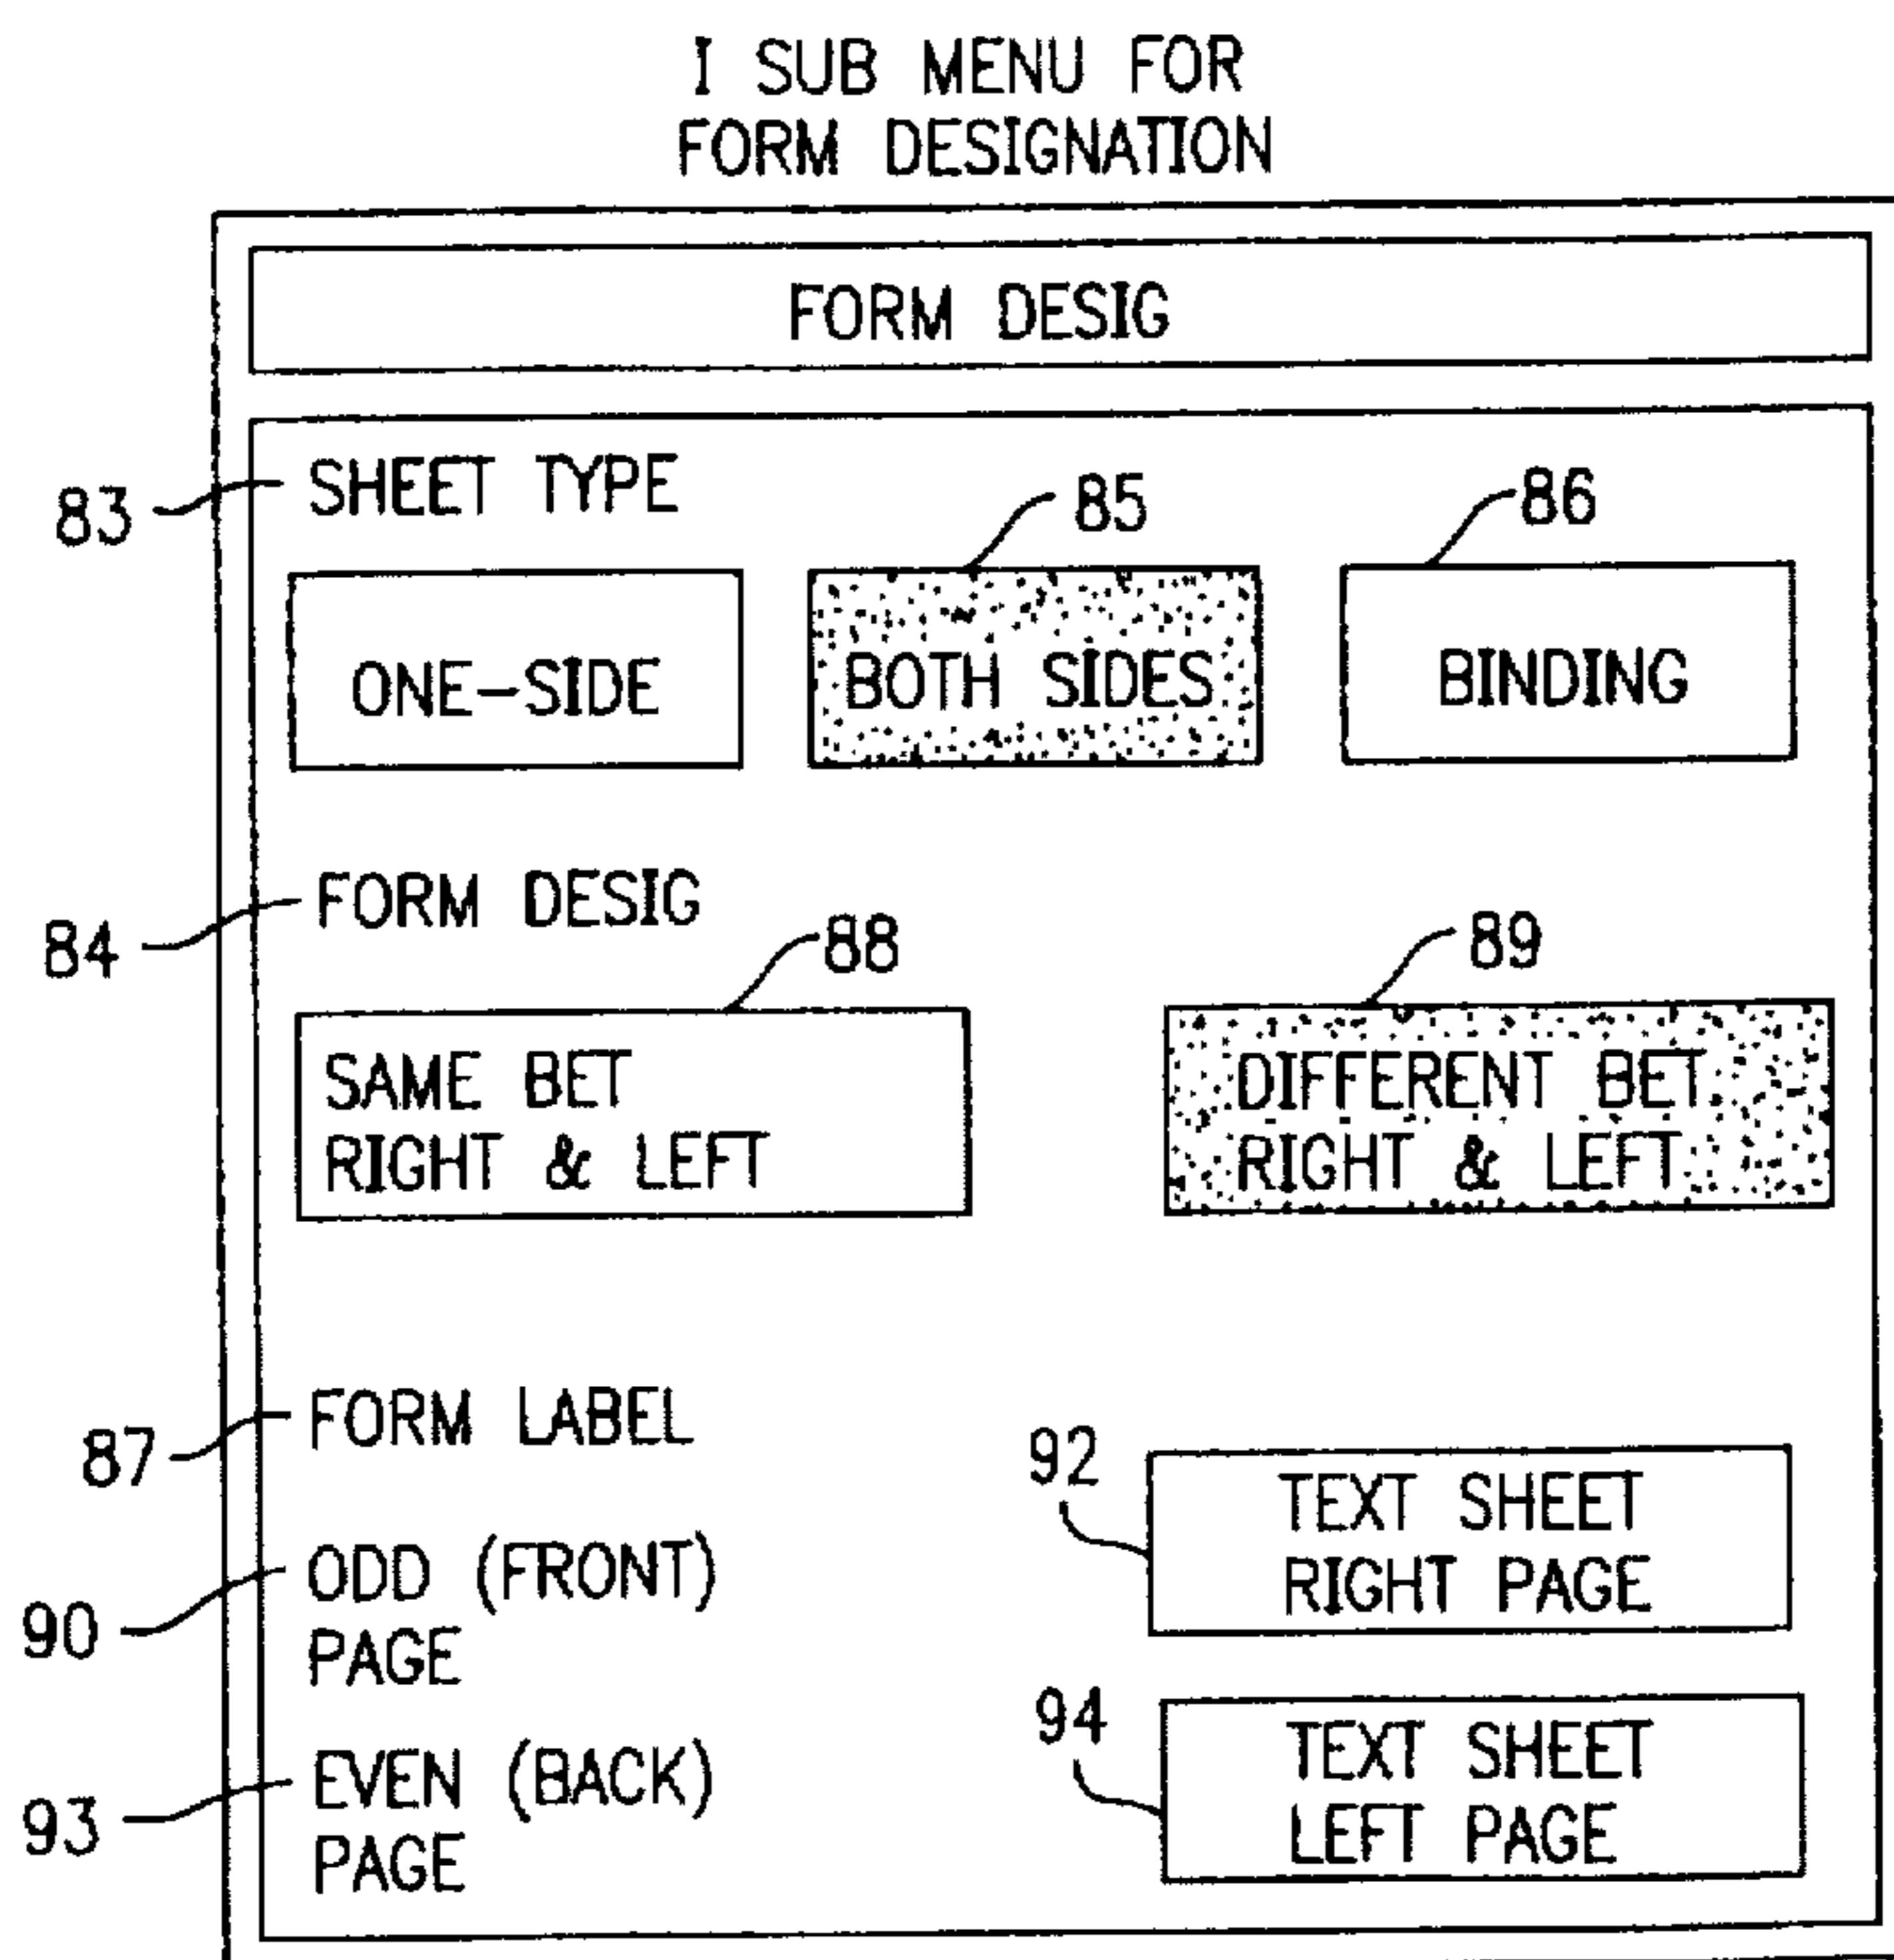 I SUB MENU FOR
FORM DESIGNATION
FORM DESIG
83 SHEET TYPE
85
86
ONE-SIDE
BOTH SIDES
BINDING
84 FORM DESIG
88
89
SAME BET
RIGHT & LEFT
DIFFERENT BET
RIGHT & LEFT
87 FORM LABEL
92
TEXT SHEET
RIGHT PAGE
90 ODD (FRONT)
PAGE
94
TEXT SHEET
LEFT PAGE
93 EVEN (BACK)
PAGE